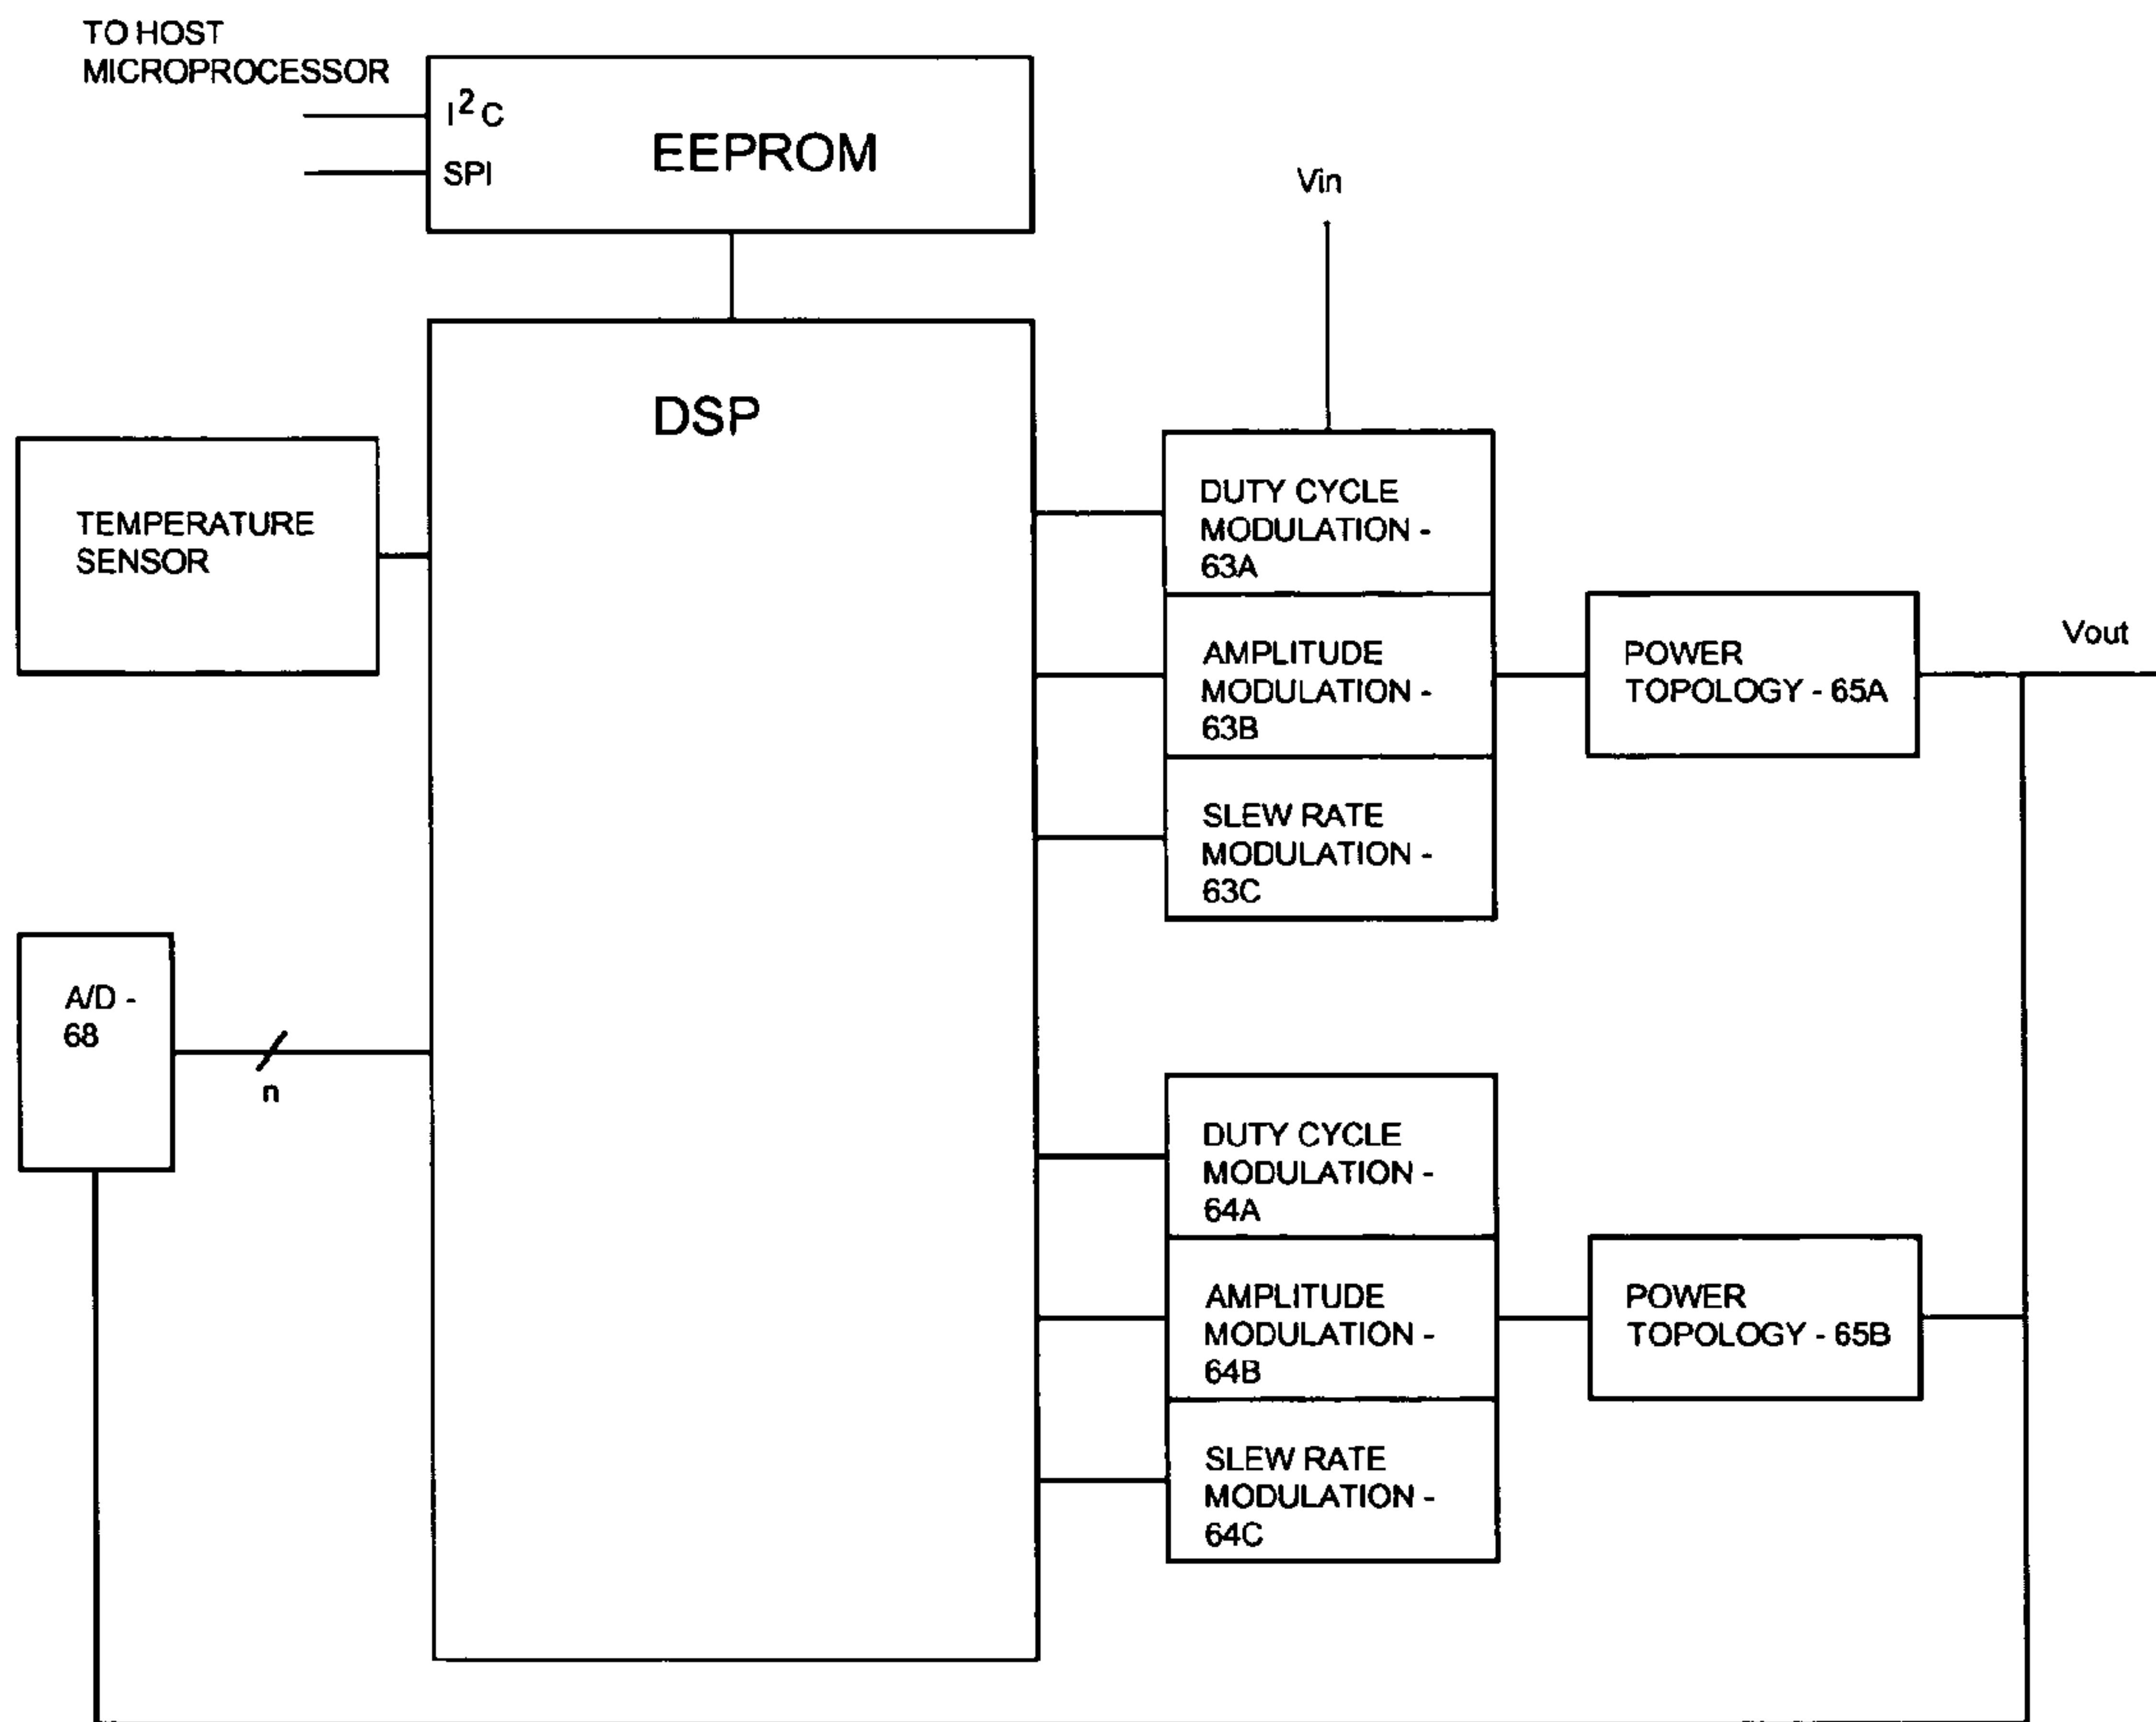 TO HOST
MICROPROCESSOR
I²C
SPI
EEPROM
Vin
DSP
TEMPERATURE
SENSOR
DUTY CYCLE
MODULATION -
63A
AMPLITUDE
MODULATION -
63B
SLEW RATE
MODULATION -
63C
POWER
TOPOLOGY - 65A
Vout
A/D -
68
n
DUTY CYCLE
MODULATION -
64A
AMPLITUDE
MODULATION -
64B
SLEW RATE
MODULATION -
64C
POWER
TOPOLOGY - 65B